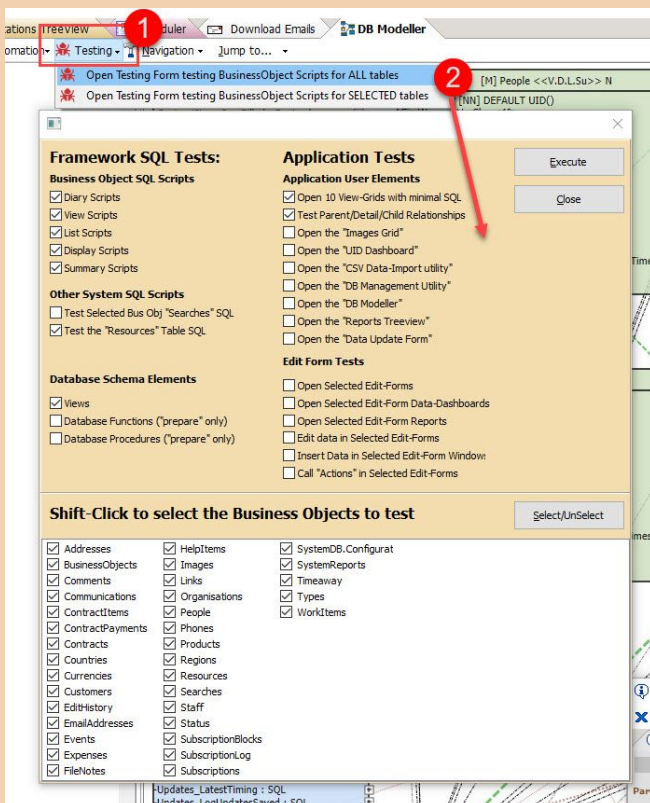 1
DB Modeller
Download Emails
Testing
Navigation
Jump to...
Open Testing Form testing BusinessObject Scripts for ALL tables
Open Testing Form testing BusinessObject Scripts for SELECTED tables
2
[M] People <<V.D.L.Su>> N
[NN] DEFAULT UID()
Framework SQL Tests:
Business Object SQL Scripts
Diary Scripts
View Scripts
List Scripts
Display Scripts
Summary Scripts
Other System SQL Scripts
Test Selected Bus Obj "Searches" SQL
Test the "Resources" Table SQL
Database Schema Elements
Views
Database Functions ("prepare" only)
Database Procedures ("prepare" only)
Application Tests
Application User Elements
Open 10 View-Grids with minimal SQL
Test Parent/Detail/Child Relationships
Open the "Images Grid"
Open the "UID Dashboard"
Open the "CSV Data-Import utility"
Open the "DB Management Utility"
Open the "DB Modeller"
Open the "Reports Treeview"
Open the "Data Update Form"
Edit Form Tests
Open Selected Edit-Forms
Open Selected Edit-Form Data-Dashboards
Open Selected Edit-Form Reports
Edit data in Selected Edit-Forms
Insert Data in Selected Edit-Form Window
Call "Actions" in Selected Edit-Forms
Execute
Close
Shift-Click to select the Business Objects to test
Select/UnSelect
Addresses
BusinessObjects
Comments
Communications
ContractItems
ContractPayments
Contracts
Countries
Currencies
Customers
EditHistory
EmailAddresses
Events
Expenses
FileNotes
HelpItems
Images
Links
Organisations
People
Phones
Products
Regions
Resources
Searches
Staff
Status
SubscriptionBlocks
SubscriptionLog
Subscriptions
SystemDB.Configurat
SystemReports
Timeaway
Types
WorkItems
Updates_LatestTiming : SQL